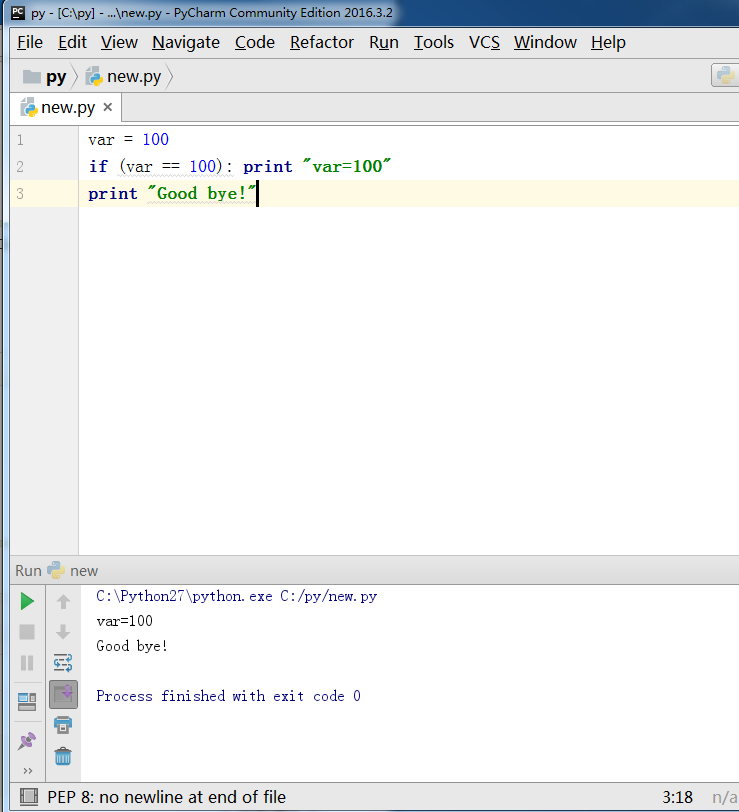 py - [C:\py] - ...\new.py - PyCharm Community Edition 2016.3.2
File Edit View Navigate Code Refactor Run Tools VCS Window Help
py new.py
new.py ×
1 var = 100
2 if (var == 100): print "var=100"
3 print "Good bye!"
Run new
C:\Python27\python.exe C:/py/new.py
var=100
Good bye!
Process finished with exit code 0
PEP 8: no newline at end of file 3:18 n/a